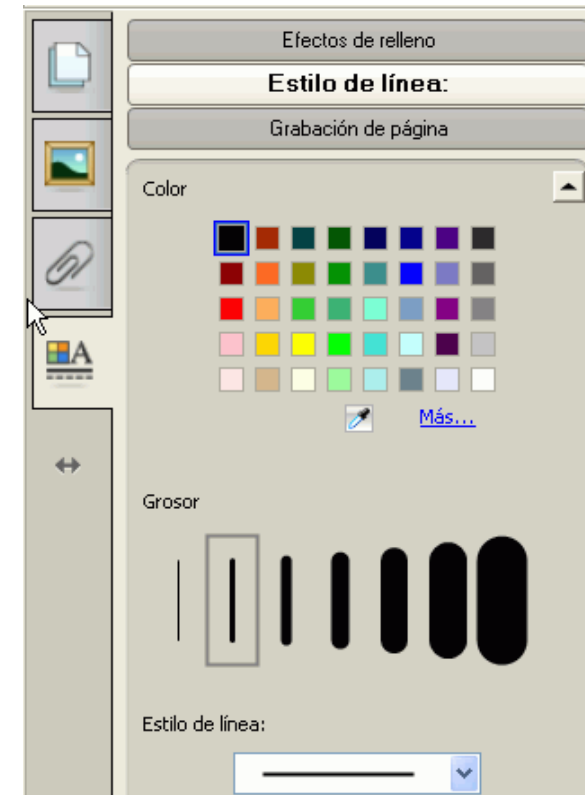 Efectos de relleno
Estilo de línea:
Grabación de página
Color
A
Más...
Grosor
Estilo de línea: